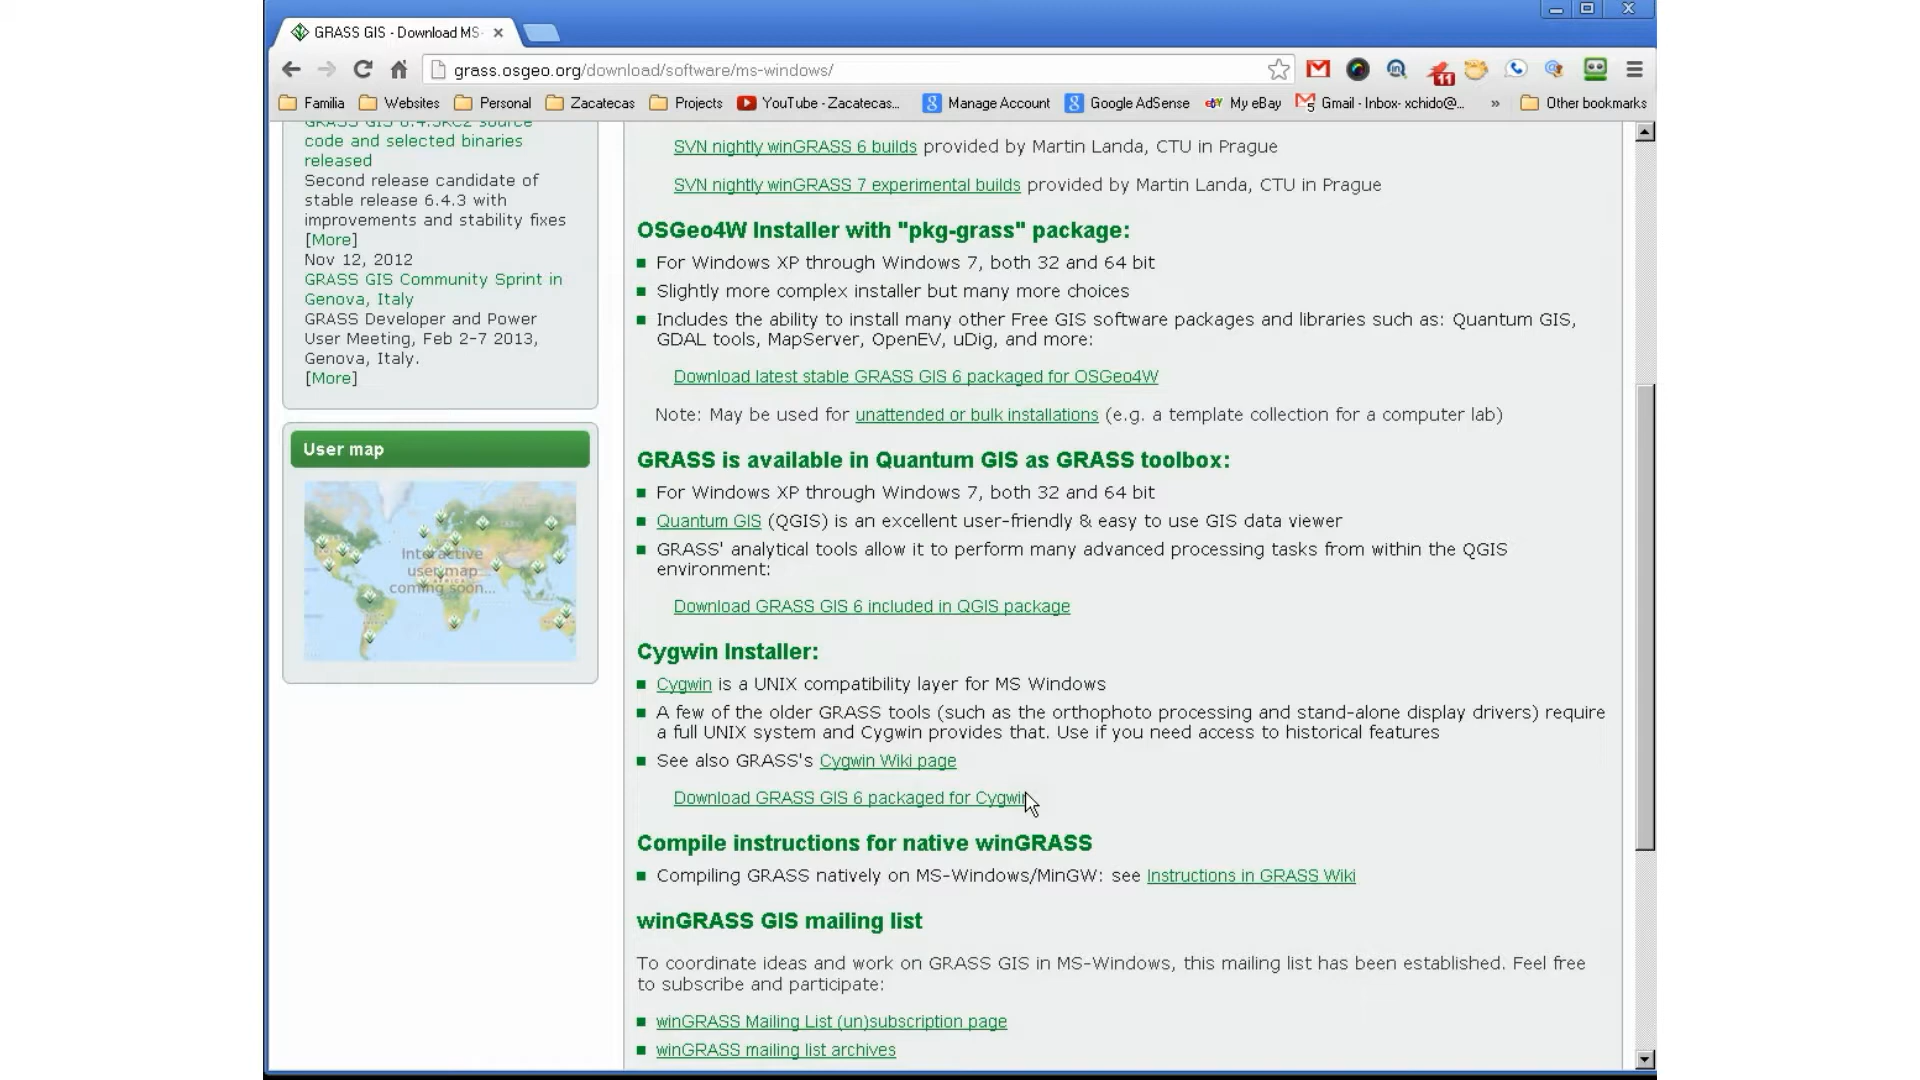 GRASS GIS - Download MS-
grass.osgeo.org/download/software/ms-windows/
11
Familia Websites Personal Zacatecas Projects YouTube - Zacatecas... Manage Account Google AdSense My eBay Gmail - Inbox- xchido@... » Other bookmarks
GRASS GIS 6.4.3RC2 source
code and selected binaries
released
Second release candidate of
stable release 6.4.3 with
improvements and stability fixes
[More]
Nov 12, 2012
GRASS GIS Community Sprint in
Genova, Italy
GRASS Developer and Power
User Meeting, Feb 2-7 2013,
Genova, Italy.
[More]
User map
Interactive
user map
coming soon...
SVN nightly winGRASS 6 builds provided by Martin Landa, CTU in Prague
SVN nightly winGRASS 7 experimental builds provided by Martin Landa, CTU in Prague
OSGeo4W Installer with "pkg-grass" package:
For Windows XP through Windows 7, both 32 and 64 bit
Slightly more complex installer but many more choices
Includes the ability to install many other Free GIS software packages and libraries such as: Quantum GIS,
GDAL tools, MapServer, OpenEV, uDig, and more:
Download latest stable GRASS GIS 6 packaged for OSGeo4W
Note: May be used for unattended or bulk installations (e.g. a template collection for a computer lab)
GRASS is available in Quantum GIS as GRASS toolbox:
For Windows XP through Windows 7, both 32 and 64 bit
Quantum GIS (QGIS) is an excellent user-friendly & easy to use GIS data viewer
GRASS' analytical tools allow it to perform many advanced processing tasks from within the QGIS
environment:
Download GRASS GIS 6 included in QGIS package
Cygwin Installer:
Cygwin is a UNIX compatibility layer for MS Windows
A few of the older GRASS tools (such as the orthophoto processing and stand-alone display drivers) require
a full UNIX system and Cygwin provides that. Use if you need access to historical features
See also GRASS's Cygwin Wiki page
Download GRASS GIS 6 packaged for Cygwin
Compile instructions for native winGRASS
Compiling GRASS natively on MS-Windows/MinGW: see Instructions in GRASS Wiki
winGRASS GIS mailing list
To coordinate ideas and work on GRASS GIS in MS-Windows, this mailing list has been established. Feel free
to subscribe and participate:
winGRASS Mailing List (un)subscription page
winGRASS mailing list archives